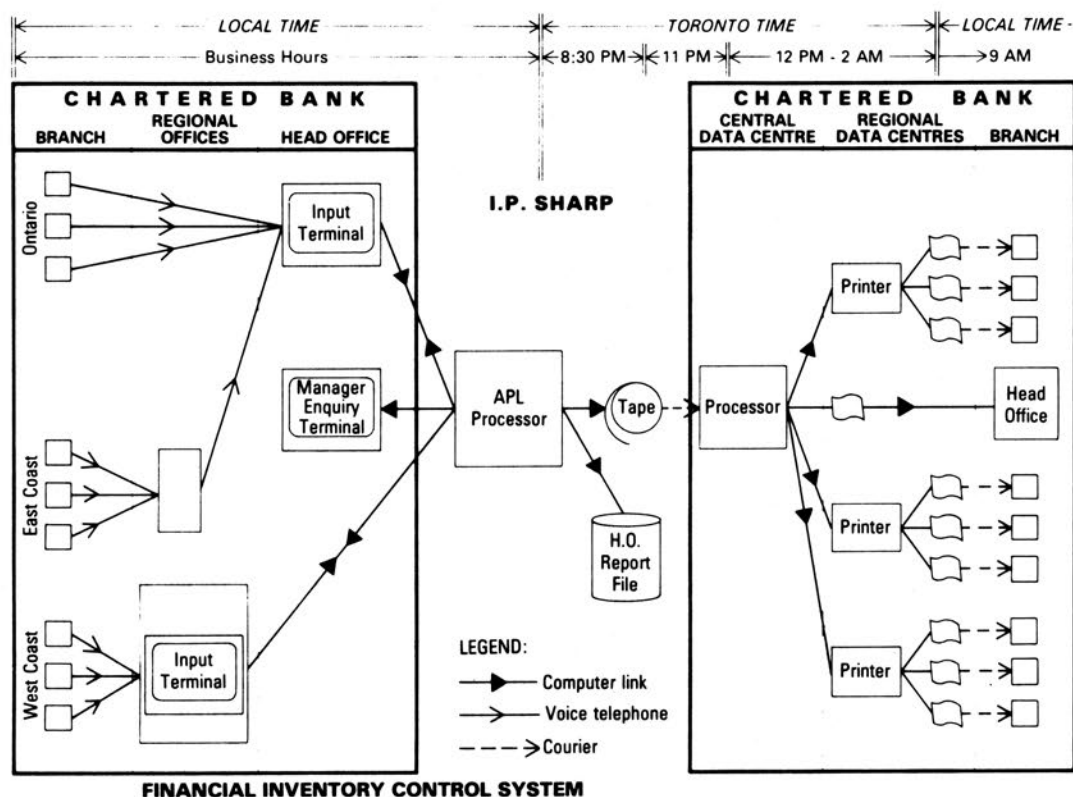 LOCAL TIME
TORONTO TIME
LOCAL TIME
Business Hours
8:30 PM
11 PM
12 PM - 2 AM
9 AM
CHARTERED BANK
BRANCH
REGIONAL OFFICES
HEAD OFFICE
Ontario
East Coast
West Coast
Input
Terminal
Manager
Enquiry
Terminal
Input
Terminal
I.P. SHARP
APL
Processor
Tape
H.O.
Report
File
LEGEND:
Computer link
Voice telephone
Courier
CHARTERED BANK
CENTRAL
DATA CENTRE
REGIONAL
DATA CENTRES
BRANCH
Processor
Printer
Head
Office
Printer
Printer
FINANCIAL INVENTORY CONTROL SYSTEM